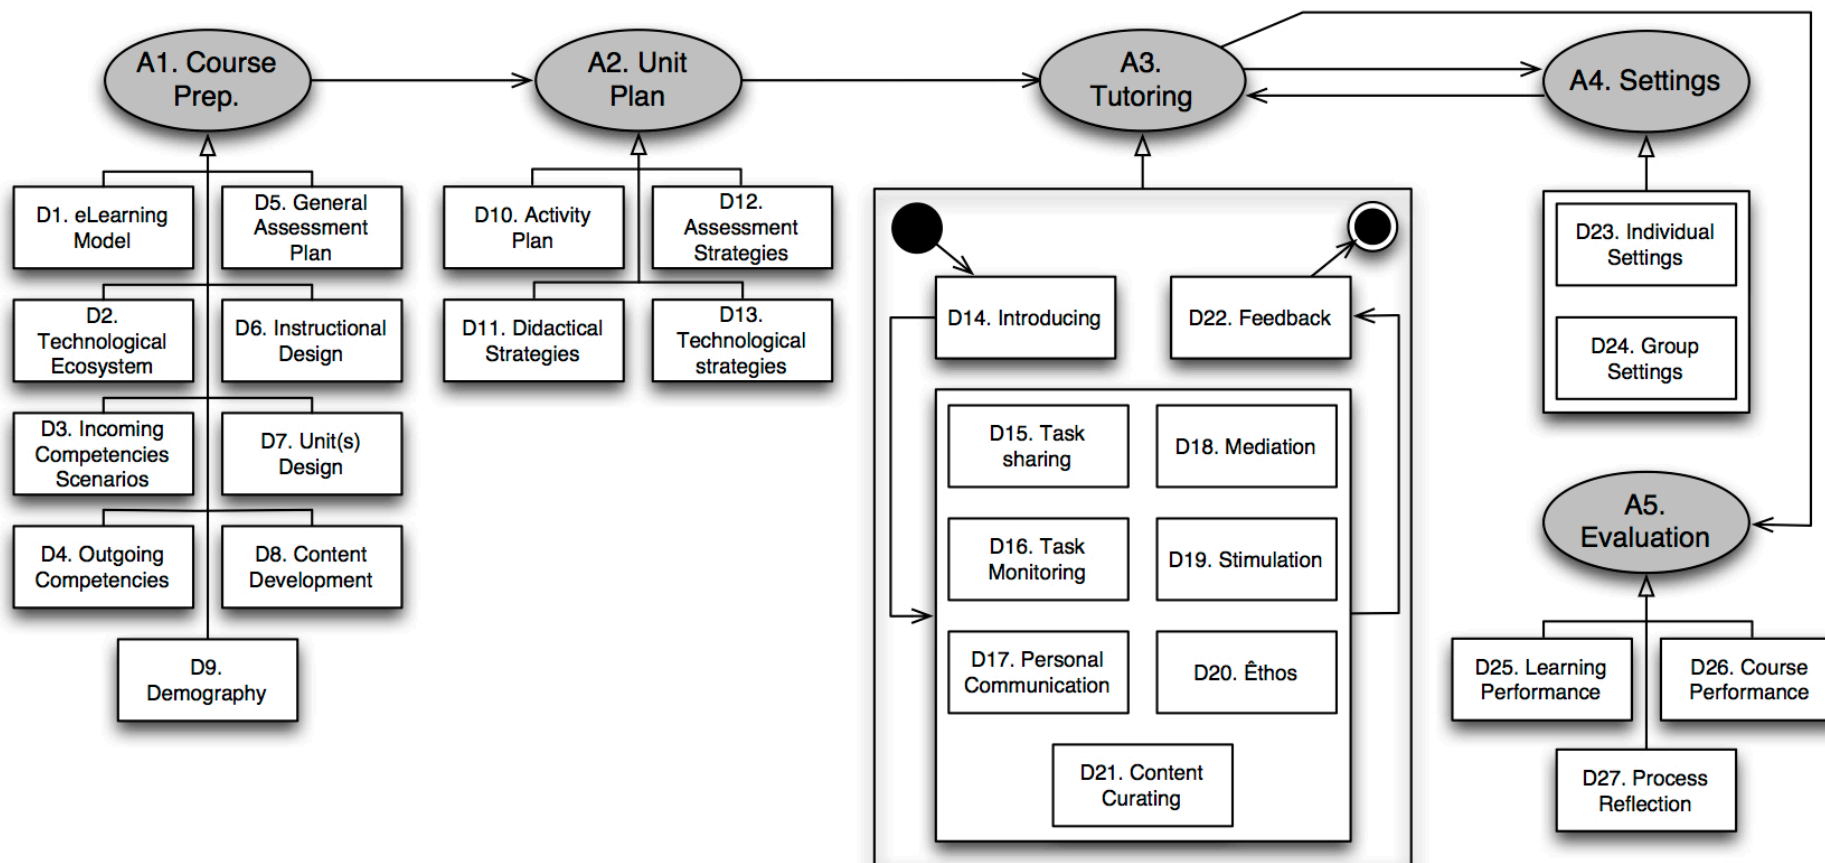 A1. Course
Prep.
A2. Unit
Plan
A3.
Tutoring
A4. Settings
D1. eLearning
Model
D5. General
Assessment
Plan
D2.
Technological
Ecosystem
D6. Instructional
Design
D3. Incoming
Competencies
Scenarios
D7. Unit(s)
Design
D4. Outgoing
Competencies
D8. Content
Development
D9.
Demography
D10. Activity
Plan
D12.
Assessment
Strategies
D11. Didactical
Strategies
D13.
Technological
strategies
D14. Introducing
D22. Feedback
D15. Task
sharing
D18. Mediation
D16. Task
Monitoring
D19. Stimulation
D17. Personal
Communication
D20. Êthos
D21. Content
Curating
D23. Individual
Settings
D24. Group
Settings
A5.
Evaluation
D25. Learning
Performance
D26. Course
Performance
D27. Process
Reflection